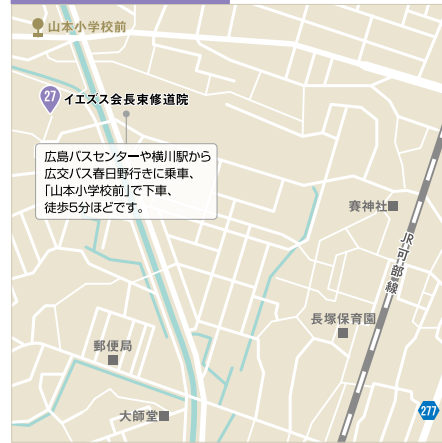 山本小学校前
27
イエズス会長束修道院
広島バスセンターや横川駅から
広交バス春日野行きに乗車、
「山本小学校前」で下車、
徒歩5分ほどです。
賽神社
JR可部線
長塚保育園
郵便局
大師堂
277